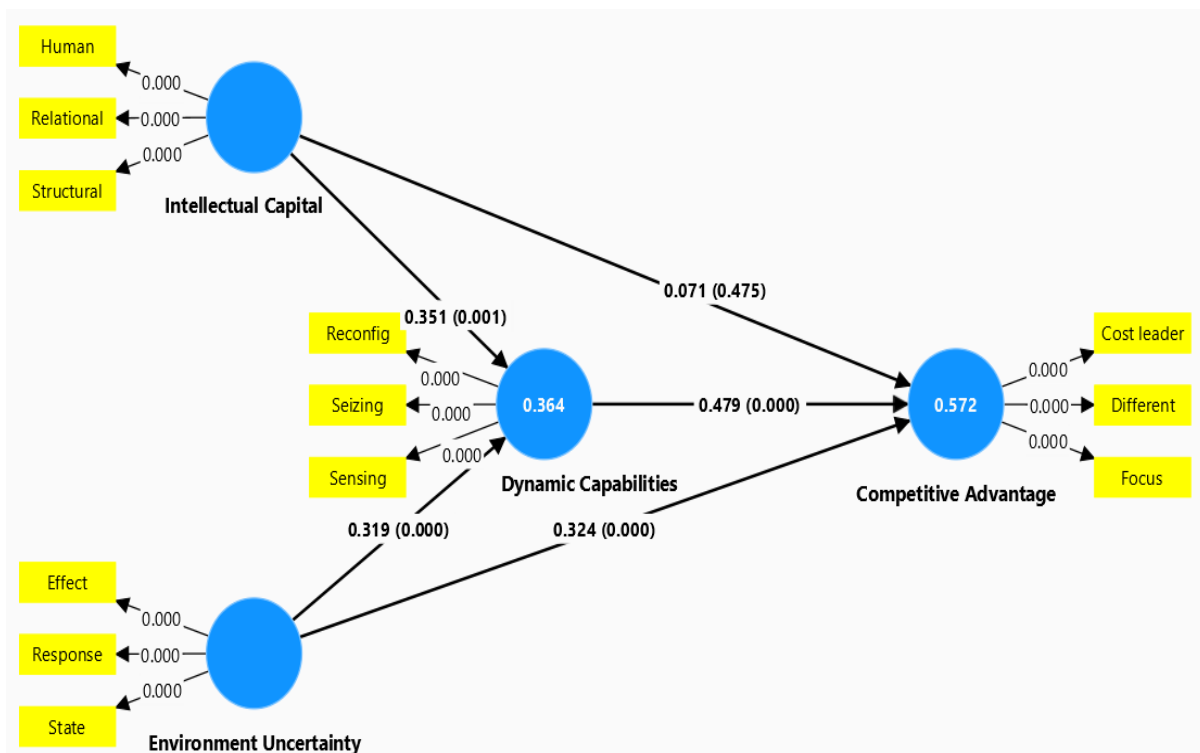 Human
0.000
Relational
0.000
0.000
Structural
Intellectual Capital
0.071 (0.475)
0.351 (0.001)
Reconfig
0.000
Seizing
0.000
0.364
0.000
Sensing
Dynamic Capabilities
0.479 (0.000)
0.572
Cost leader
0.000
Different
0.000
0.000
Focus
Competitive Advantage
0.319 (0.000)
0.324 (0.000)
Effect
0.000
Response
0.000
0.000
State
Environment Uncertainty